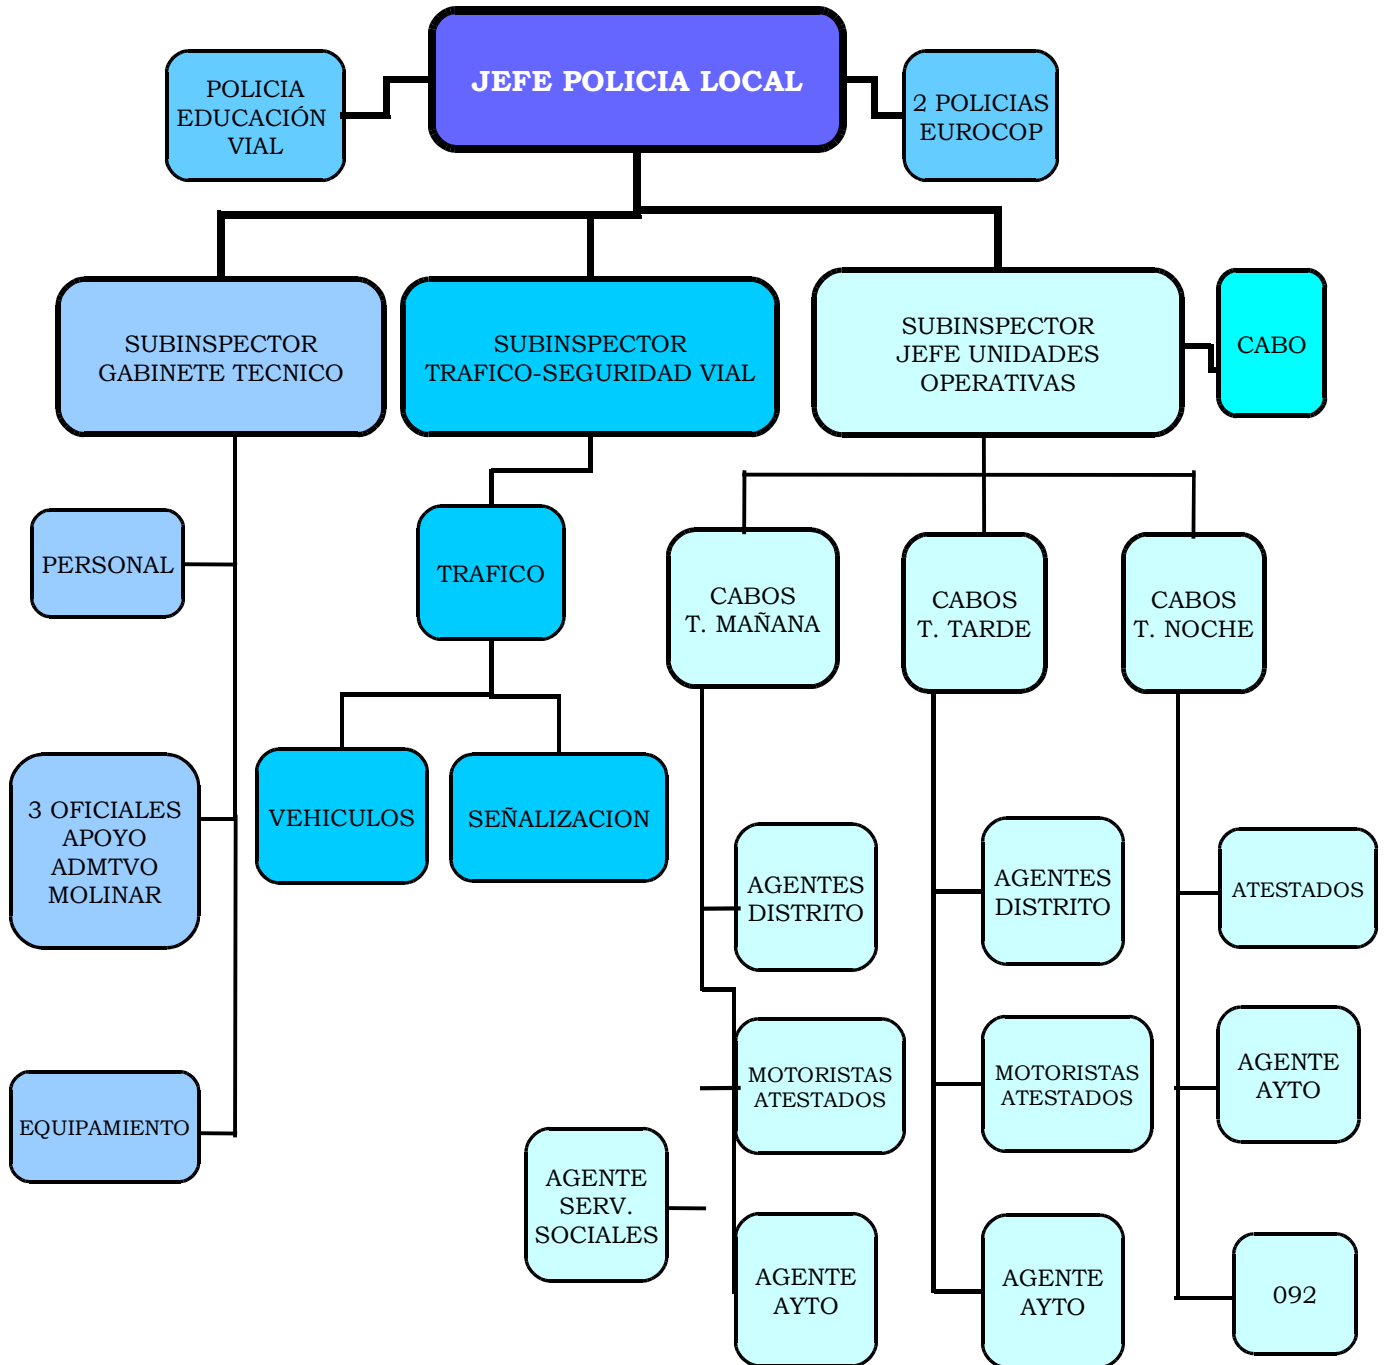 JEFE POLICIA LOCAL
POLICIA
EDUCACIÓN
VIAL
2 POLICIAS
EUROCOP
SUBINSPECTOR
GABINETE TECNICO
SUBINSPECTOR
TRAFICO-SEGURIDAD VIAL
SUBINSPECTOR
JEFE UNIDADES
OPERATIVAS
CABO
PERSONAL
TRAFICO
CABOS
T. MAÑANA
CABOS
T. TARDE
CABOS
T. NOCHE
3 OFICIALES
APOYO
ADMTVO
MOLINAR
VEHICULOS
SEÑALIZACION
AGENTES
DISTRITO
AGENTES
DISTRITO
ATESTADOS
MOTORISTAS
ATESTADOS
MOTORISTAS
ATESTADOS
AGENTE
AYTO
EQUIPAMIENTO
AGENTE
SERV.
SOCIALES
AGENTE
AYTO
AGENTE
AYTO
092